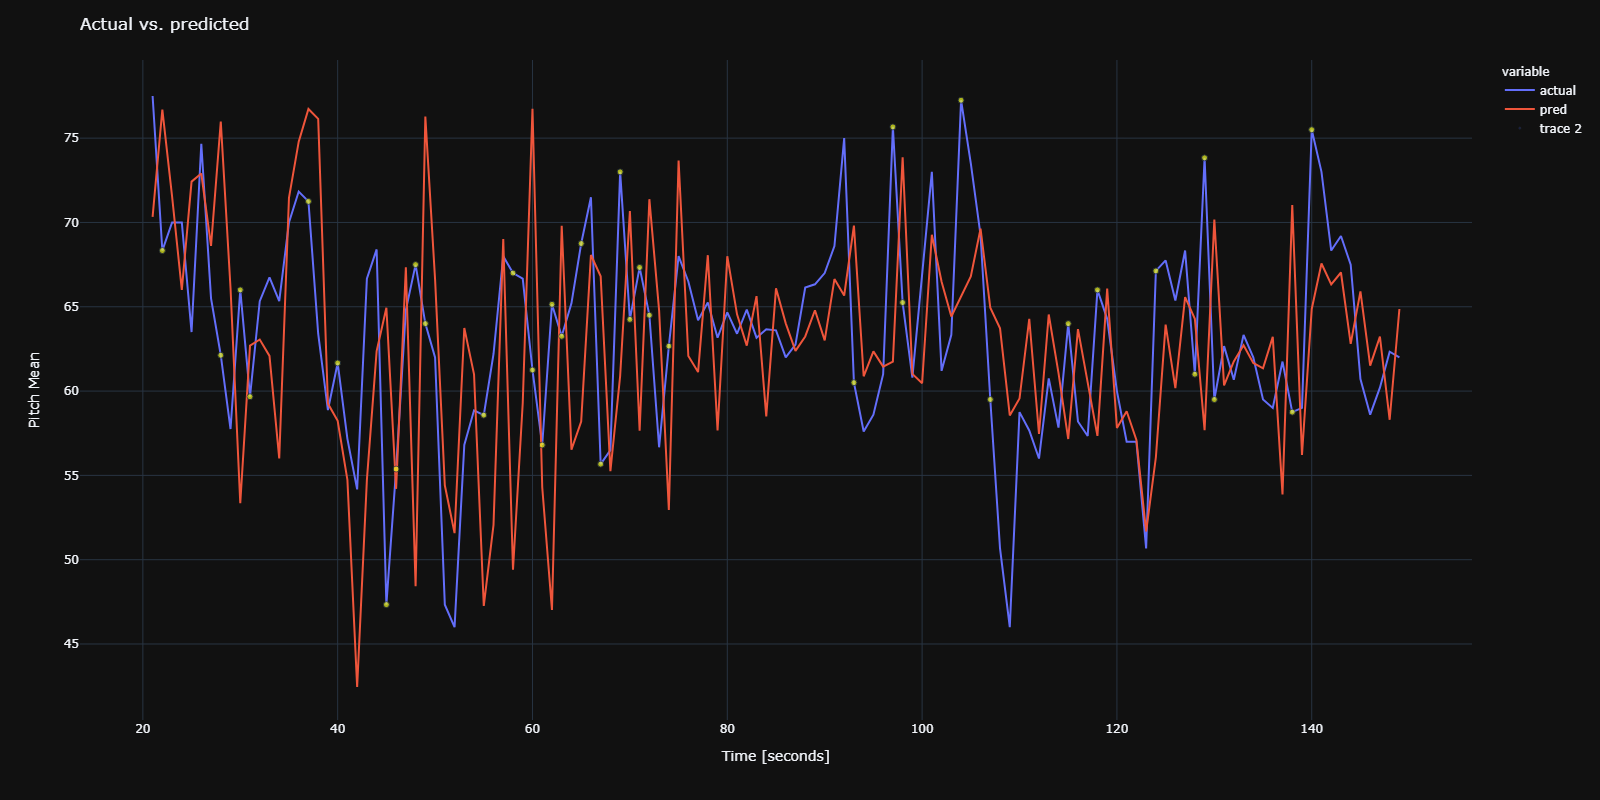 Actual vs. predicted
variable
actual
pred
trace 2
75
70
65
60
55
50
45
Pitch Mean
20 40 60 80 100 120 140
Time [seconds]